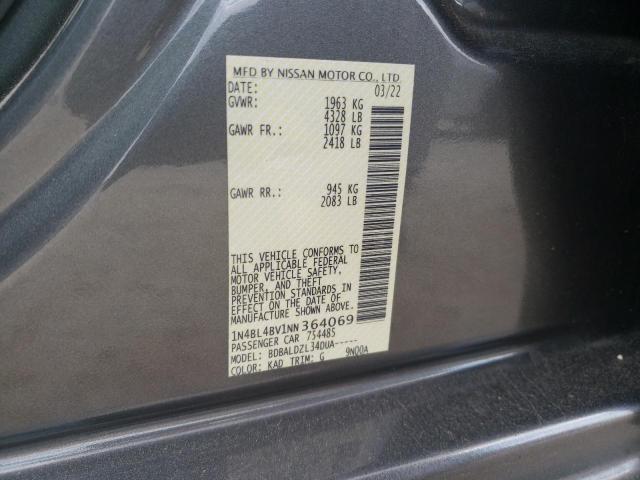 MFD BY NISSAN MOTOR CO., LTD
DATE: 03/22
GVWR: 1963 KG
4328 LB
GAWR FR.: 1097 KG
2418 LB
GAWR RR.: 945 KG
2083 LB
THIS VEHICLE CONFORMS TO
ALL APPLICABLE FEDERAL
MOTOR VEHICLE SAFETY,
BUMPER, AND THEFT
PREVENTION STANDARDS IN
EFFECT ON THE DATE OF
MANUFACTURE SHOWN ABOVE.
1N4BL4BV1NN364069
PASSENGER CAR 754485
MODEL: BDBALDZL34DUA-----
COLOR: KAD TRIM: G 9NO0A